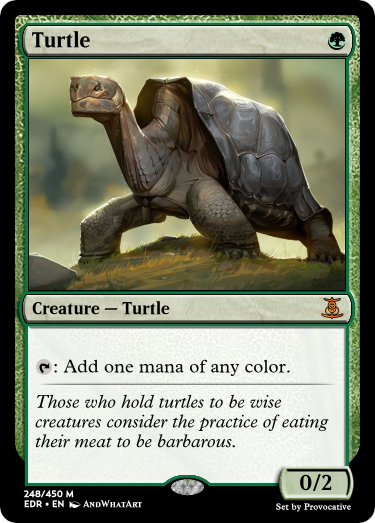 Turtle
Creature — Turtle
: Add one mana of any color.
Those who hold turtles to be wise
creatures consider the practice of eating
their meat to be barbarous.
0/2
248/450 M
EDR • EN AndWhatArt
Set by Provocative